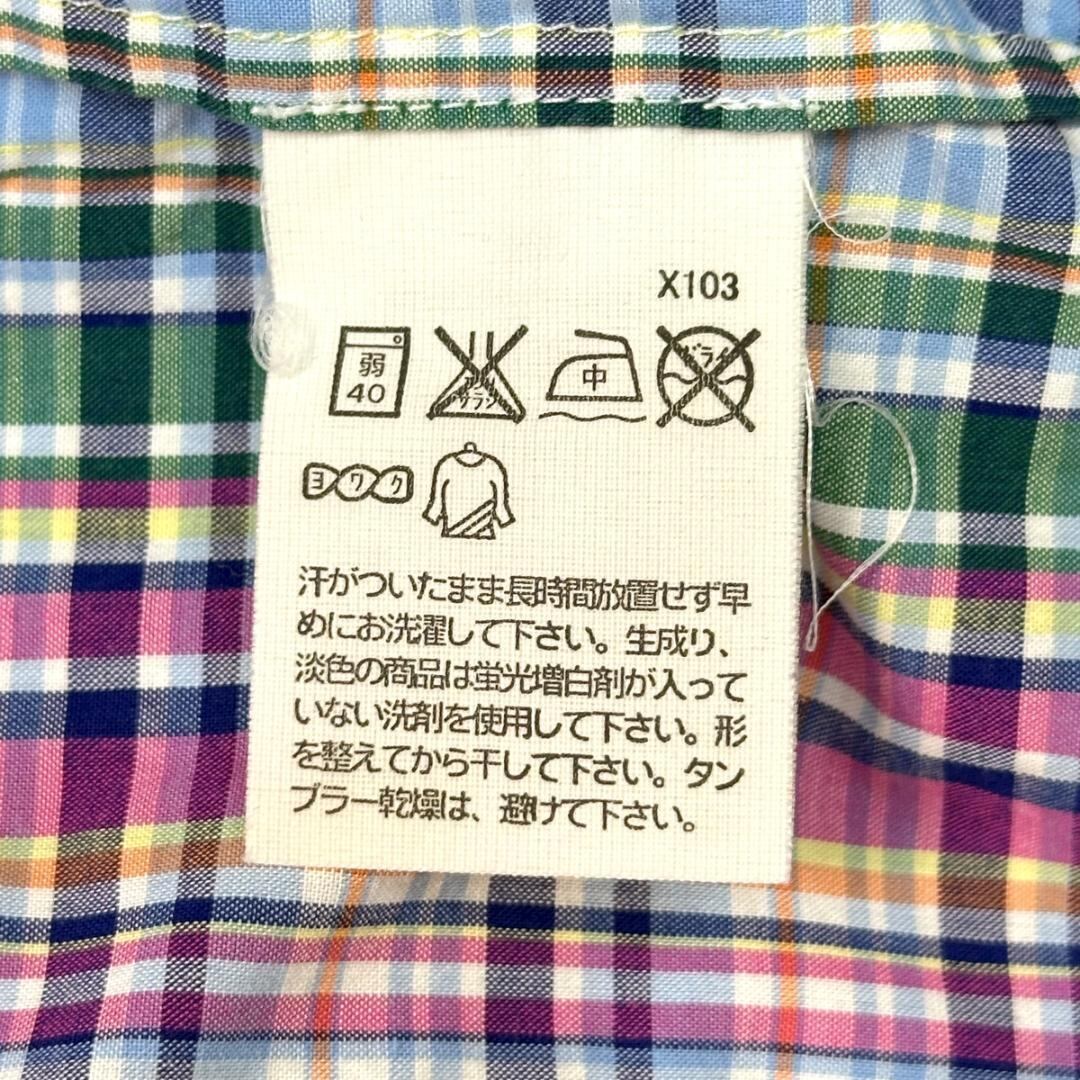 X103
弱
40
エンソ
サラシ
中
ドライ
ヨワク
汗がついたまま長時間放置せず早
めにお洗濯して下さい。生成り、
淡色の商品は蛍光増白剤が入って
いない洗剤を使用して下さい。形
を整えてから干して下さい。タン
ブラー乾燥は、避けて下さい。